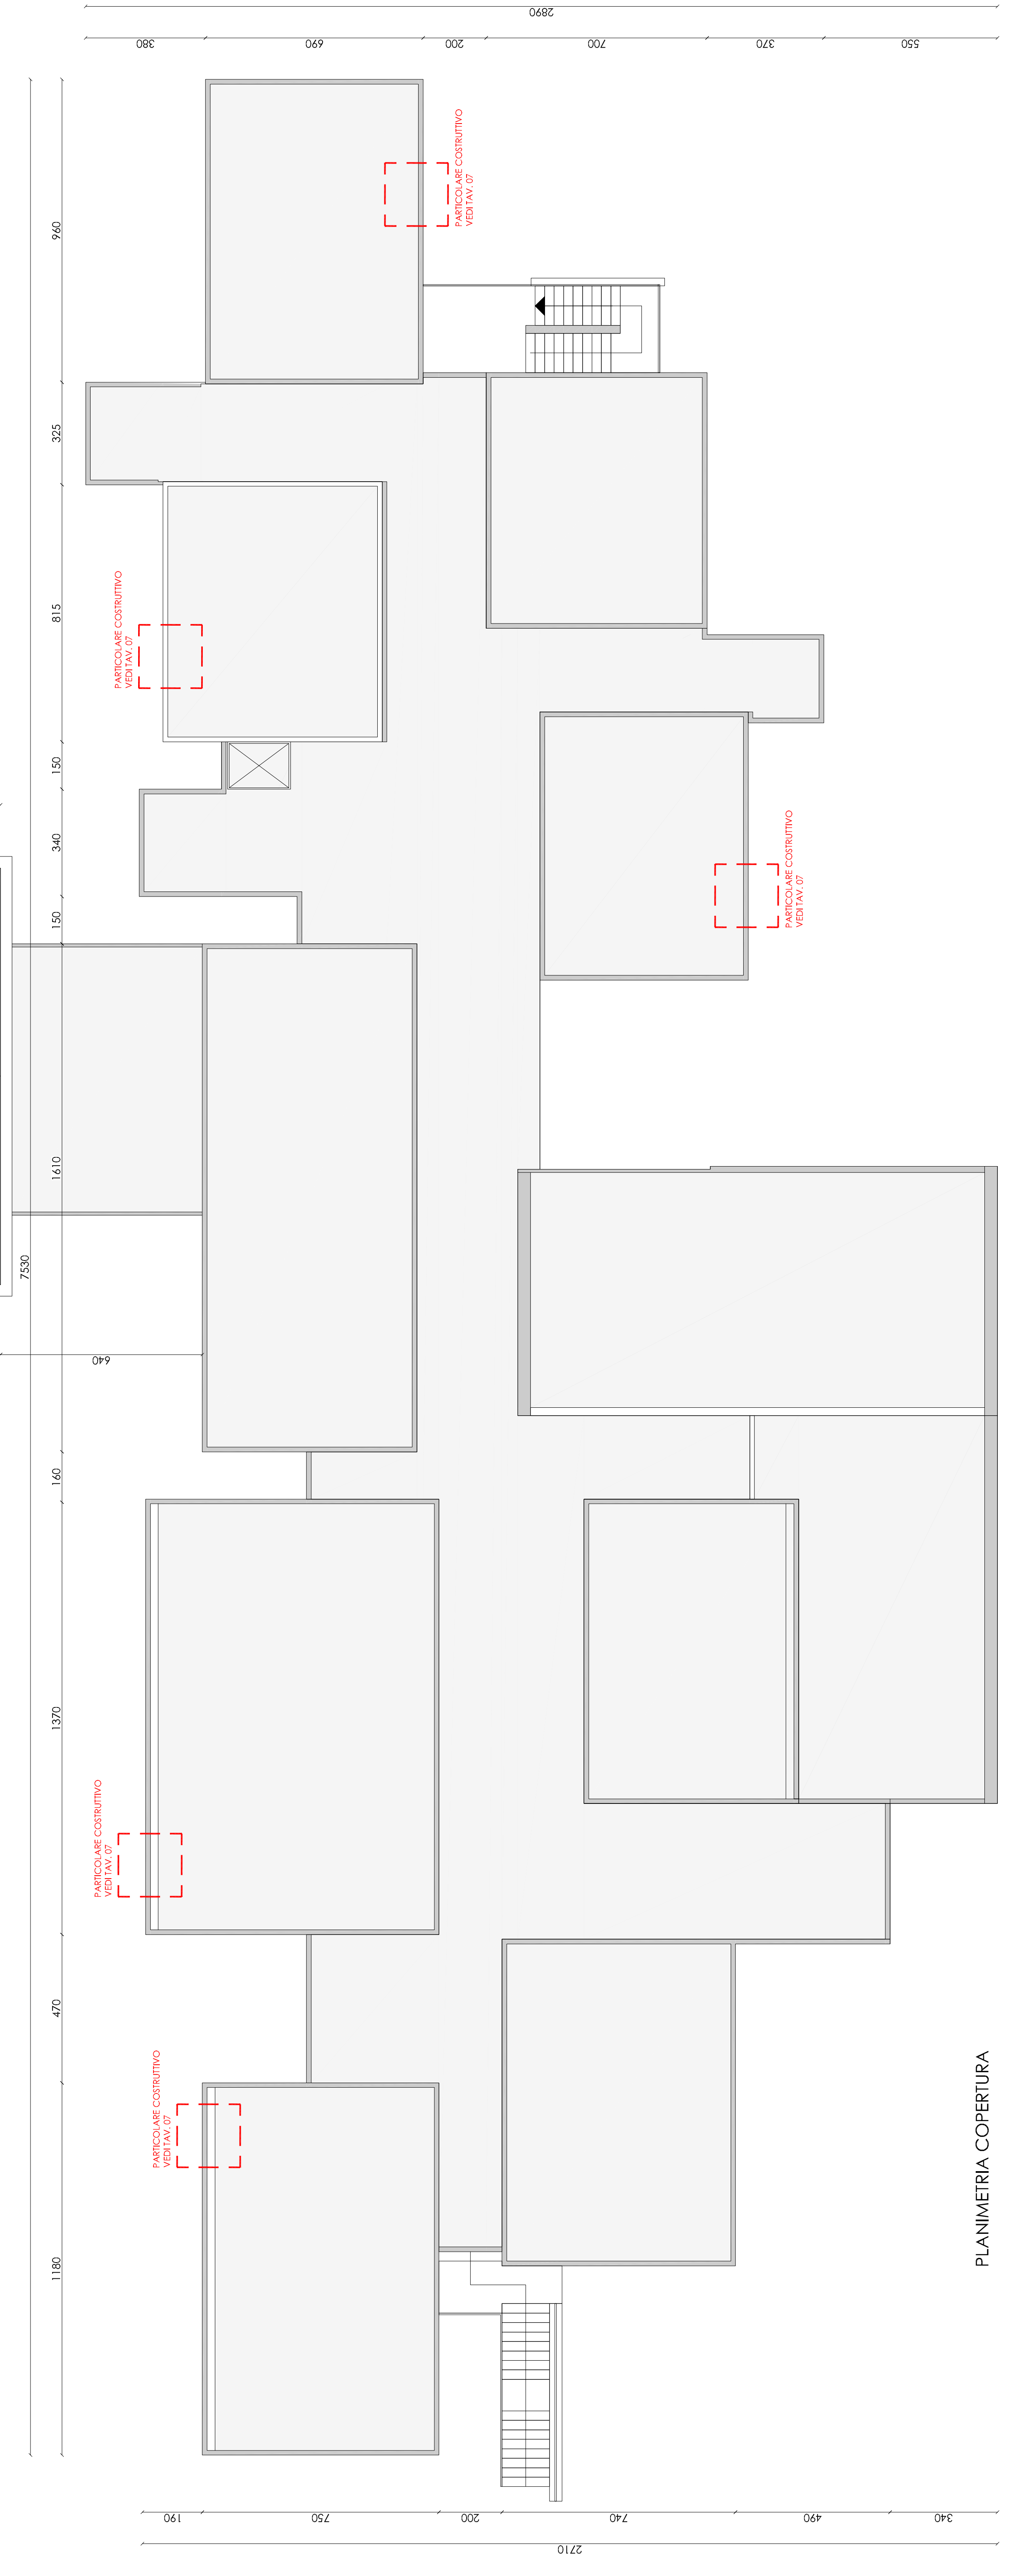 2890
380
690
200
700
370
550
960
325
815
150
340
150
1610
7530
640
160
1370
470
1180
PARTICOLARE COSTRUTTIVO
VEDI TAV. 07
PARTICOLARE COSTRUTTIVO
VEDI TAV. 07
PARTICOLARE COSTRUTTIVO
VEDI TAV. 07
PARTICOLARE COSTRUTTIVO
VEDI TAV. 07
PARTICOLARE COSTRUTTIVO
VEDI TAV. 07
PLANIMETRIA COPERTURA
190
750
200
740
490
340
2710